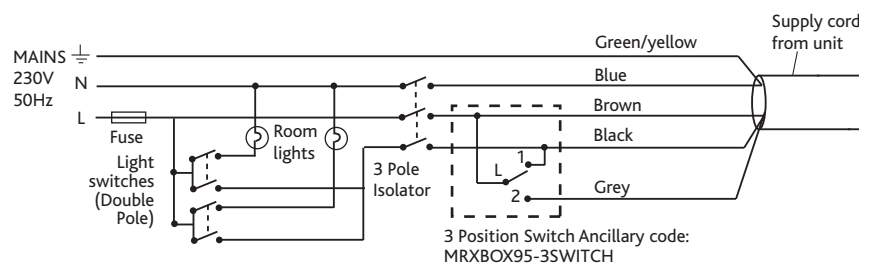 MAINS
230V
50Hz
N
L
Fuse
Light
switches
(Double
Pole)
Room
lights
3 Pole
Isolator
Green/yellow
Blue
Brown
Black
Grey
L
1
2
Supply cord
from unit
3 Position Switch Ancillary code:
MRXBOX95-3SWITCH